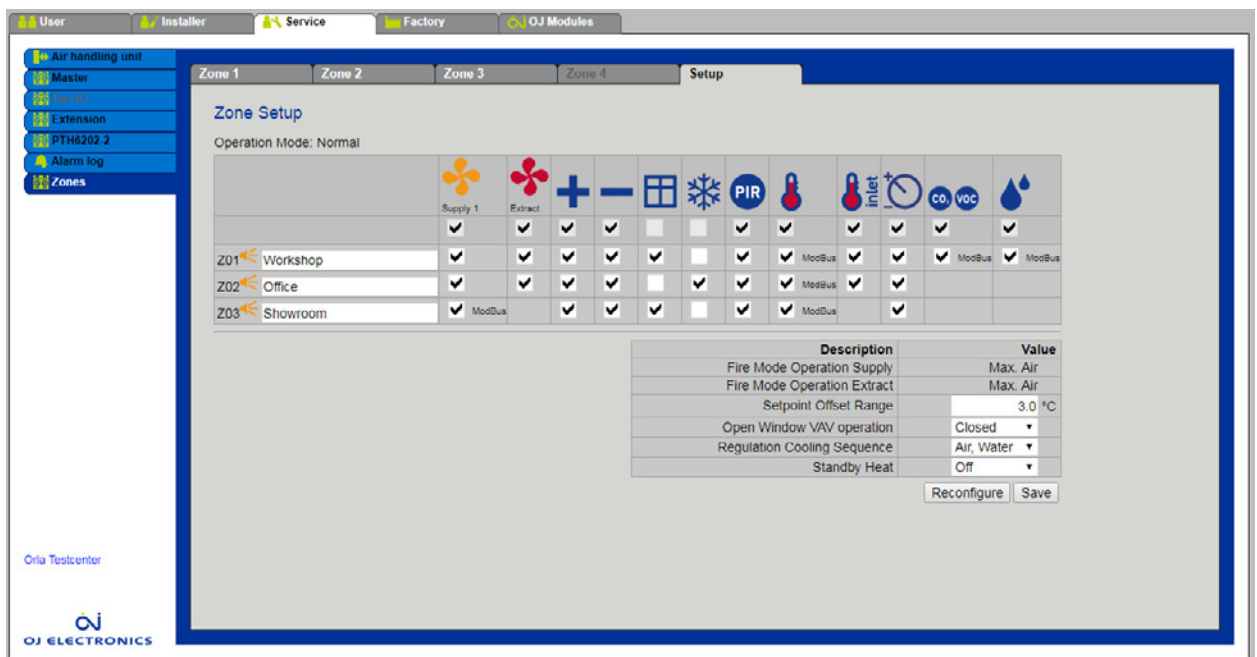 User Installer Service Factory OJ Modules
Air handling unit
Master
Extension
PTH6202-2
Alarm log
Zones
Zone 1 Zone 2 Zone 3 Zone 4 Setup
Zone Setup
Operation Mode: Normal
Supply 1 Extract PIR inlet CO₂ VOC
Z01 Workshop ModBus ModBus ModBus
Z02 Office ModBus
Z03 Showroom ModBus ModBus
Description Value
Fire Mode Operation Supply Max. Air
Fire Mode Operation Extract Max. Air
Setpoint Offset Range 3.0 °C
Open Window VAV operation Closed
Regulation Cooling Sequence Air, Water
Standby Heat Off
Reconfigure Save
Orla Testcenter
OJ
OJ ELECTRONICS